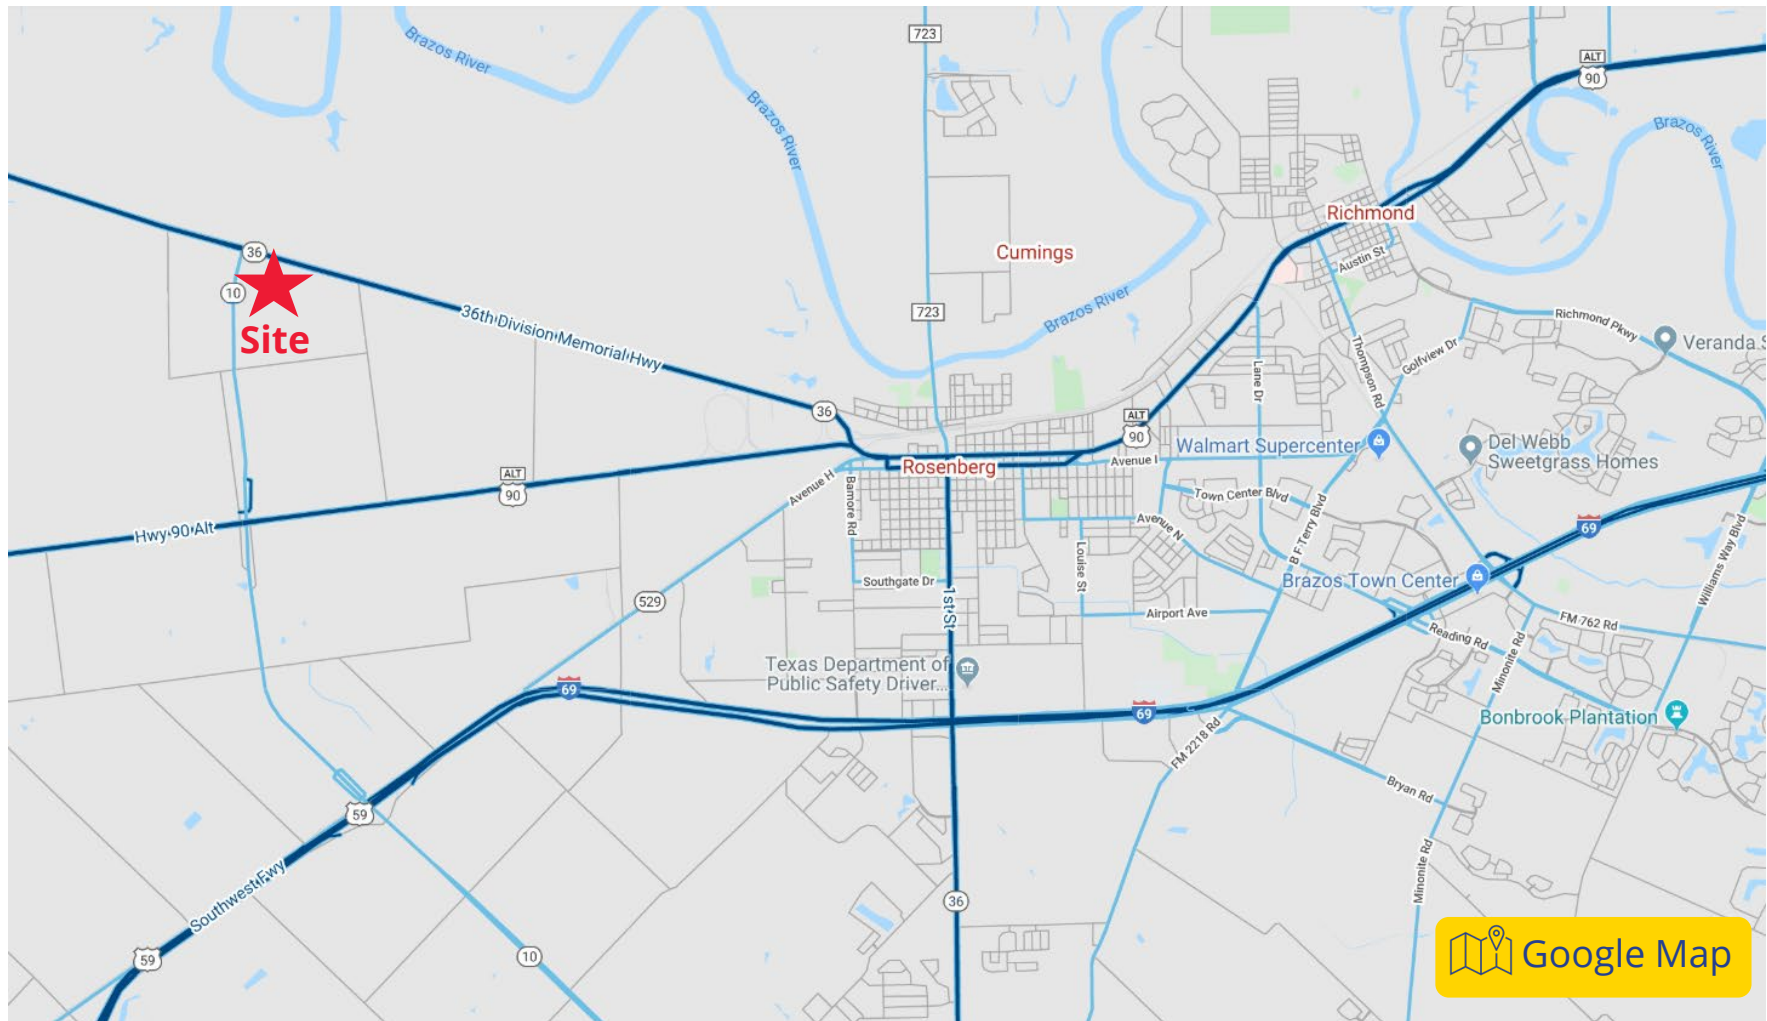 723
ALT
90
Brazos River
Brazos River
Brazos River
Richmond
36
Cumings
Austin St
10
Site
36th Division Memorial Hwy
723
Brazos River
Richmond Pkwy
Veranda S
Thompson Rd
Golfview Dr
Lane Dr
36
ALT
90
Walmart Supercenter
Del Webb
Sweetgrass Homes
Rosenberg
Avenue I
Avenue H
Bamore Rd
ALT
90
Hwy 90 Alt
Town Center Blvd
Avenue N
B F Terry Blvd
69
Williams Way Blvd
Louise St
Southgate Dr
1st St
Brazos Town Center
529
Airport Ave
FM 762 Rd
Reading Rd
Minonite Rd
Texas Department of
Public Safety Driver...
69
69
FM 2218 Rd
Bonbrook Plantation
Bryan Rd
59
Southwest Fwy
Minonite Rd
36
59
10
Google Map